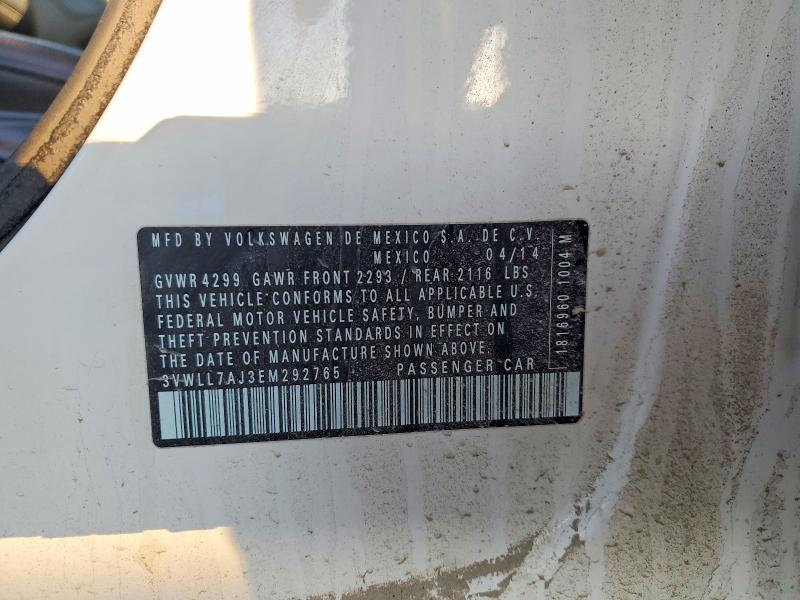 MFD BY VOLKSWAGEN DE MEXICO S.A. DE C.V.
MEXICO 04/14
GVWR 4299 GAWR FRONT 2293 / REAR 2116 LBS
THIS VEHICLE CONFORMS TO ALL APPLICABLE U.S.
FEDERAL MOTOR VEHICLE SAFETY, BUMPER AND
THEFT PREVENTION STANDARDS IN EFFECT ON
THE DATE OF MANUFACTURE SHOWN ABOVE.
3VWLL7AJ3EM292765 PASSENGER CAR
1816960 1004 M